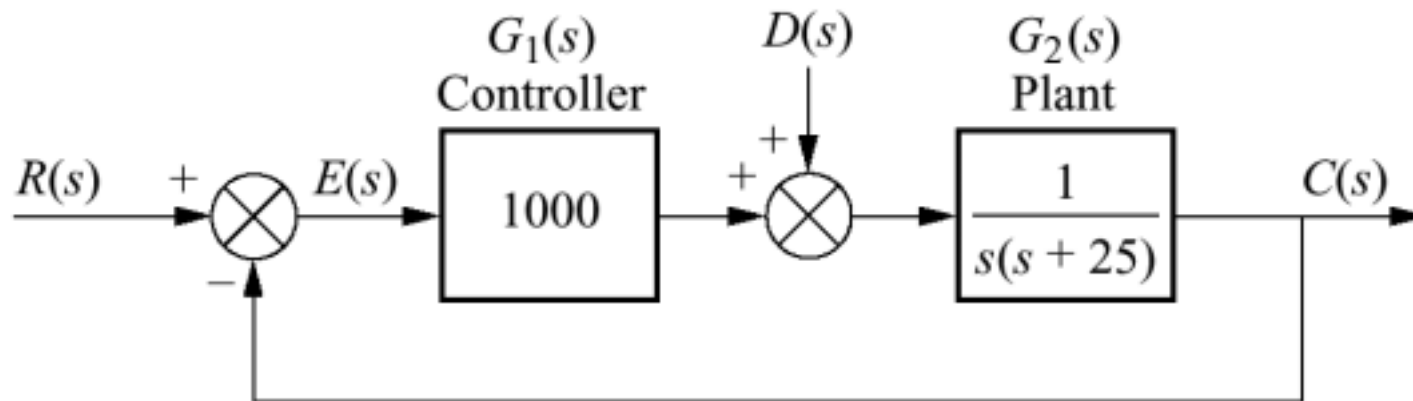 G₁(s)
Controller
D(s)
G₂(s)
Plant
R(s)
+
−
E(s)
1000
+
+
1
s(s + 25)
C(s)